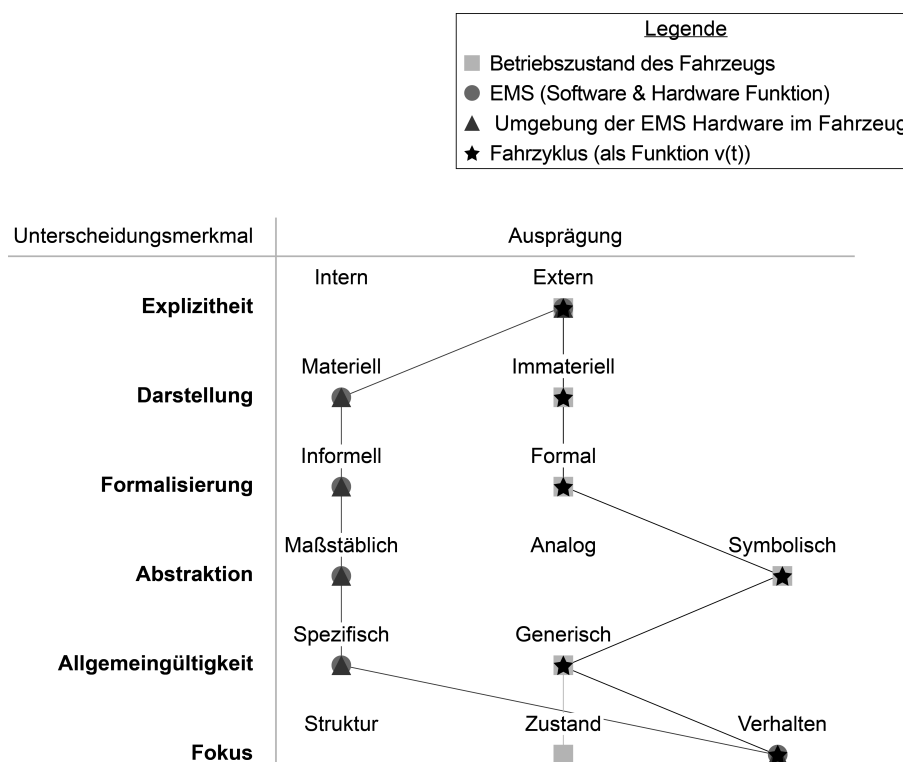 Legende
Betriebszustand des Fahrzeugs
EMS (Software & Hardware Funktion)
Umgebung der EMS Hardware im Fahrzeug
Fahrzyklus (als Funktion v(t))
Unterscheidungsmerkmal Ausprägung
Intern Extern
Explizitheit
Materiell Immateriell
Darstellung
Informell Formal
Formalisierung
Maßstäblich Analog Symbolisch
Abstraktion
Spezifisch Generisch
Allgemeingültigkeit
Struktur Zustand Verhalten
Fokus